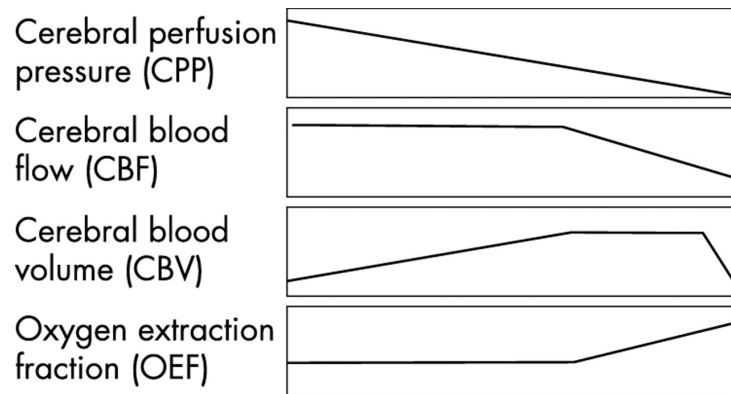 Cerebral perfusion
pressure (CPP)
Cerebral blood
flow (CBF)
Cerebral blood
volume (CBV)
Oxygen extraction
fraction (OEF)